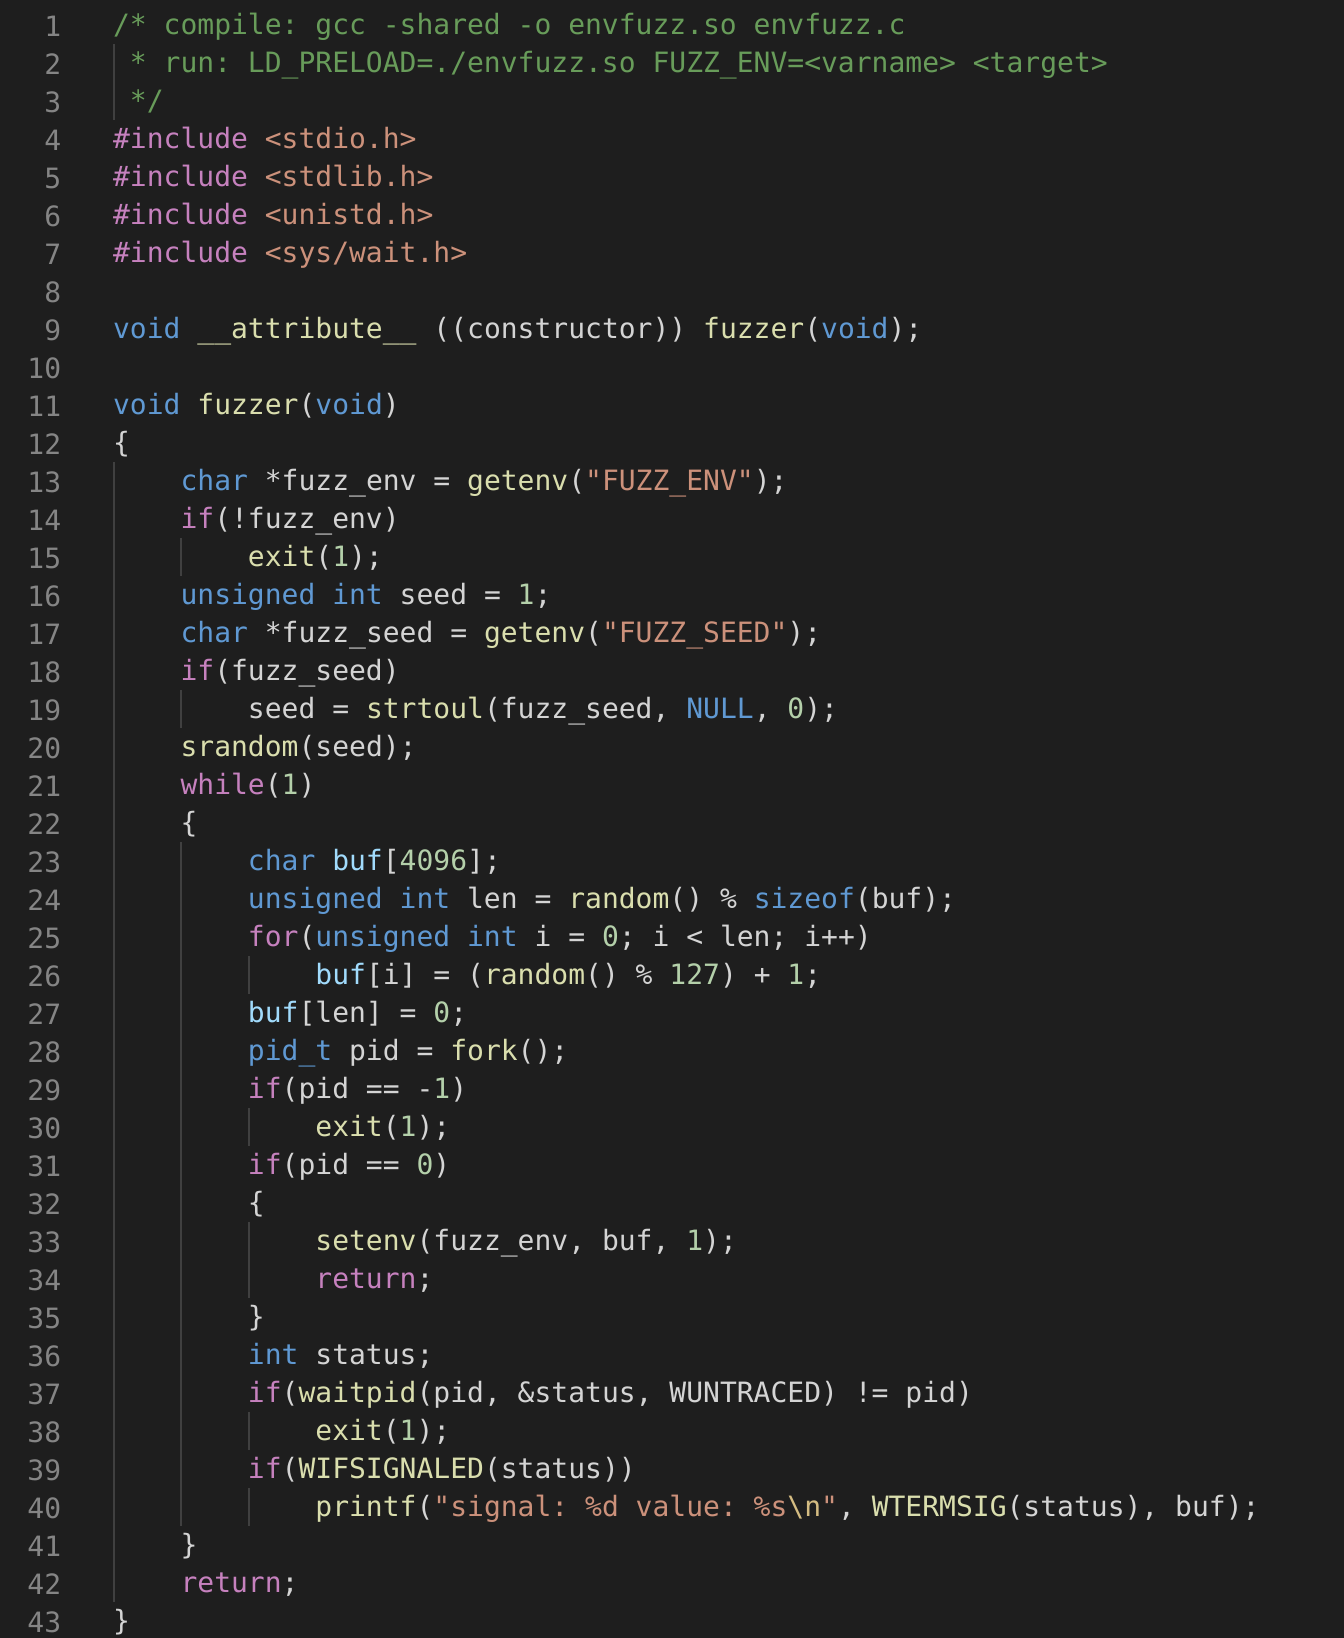 1 /* compile: gcc -shared -o envfuzz.so envfuzz.c
2  * run: LD_PRELOAD=./envfuzz.so FUZZ_ENV=<varname> <target>
3  */
4 #include <stdio.h>
5 #include <stdlib.h>
6 #include <unistd.h>
7 #include <sys/wait.h>
8
9 void __attribute__ ((constructor)) fuzzer(void);
10
11 void fuzzer(void)
12 {
13     char *fuzz_env = getenv("FUZZ_ENV");
14     if(!fuzz_env)
15         exit(1);
16     unsigned int seed = 1;
17     char *fuzz_seed = getenv("FUZZ_SEED");
18     if(fuzz_seed)
19         seed = strtoul(fuzz_seed, NULL, 0);
20     srandom(seed);
21     while(1)
22     {
23         char buf[4096];
24         unsigned int len = random() % sizeof(buf);
25         for(unsigned int i = 0; i < len; i++)
26             buf[i] = (random() % 127) + 1;
27         buf[len] = 0;
28         pid_t pid = fork();
29         if(pid == -1)
30             exit(1);
31         if(pid == 0)
32         {
33             setenv(fuzz_env, buf, 1);
34             return;
35         }
36         int status;
37         if(waitpid(pid, &status, WUNTRACED) != pid)
38             exit(1);
39         if(WIFSIGNALED(status))
40             printf("signal: %d value: %s\n", WTERMSIG(status), buf);
41     }
42     return;
43 }